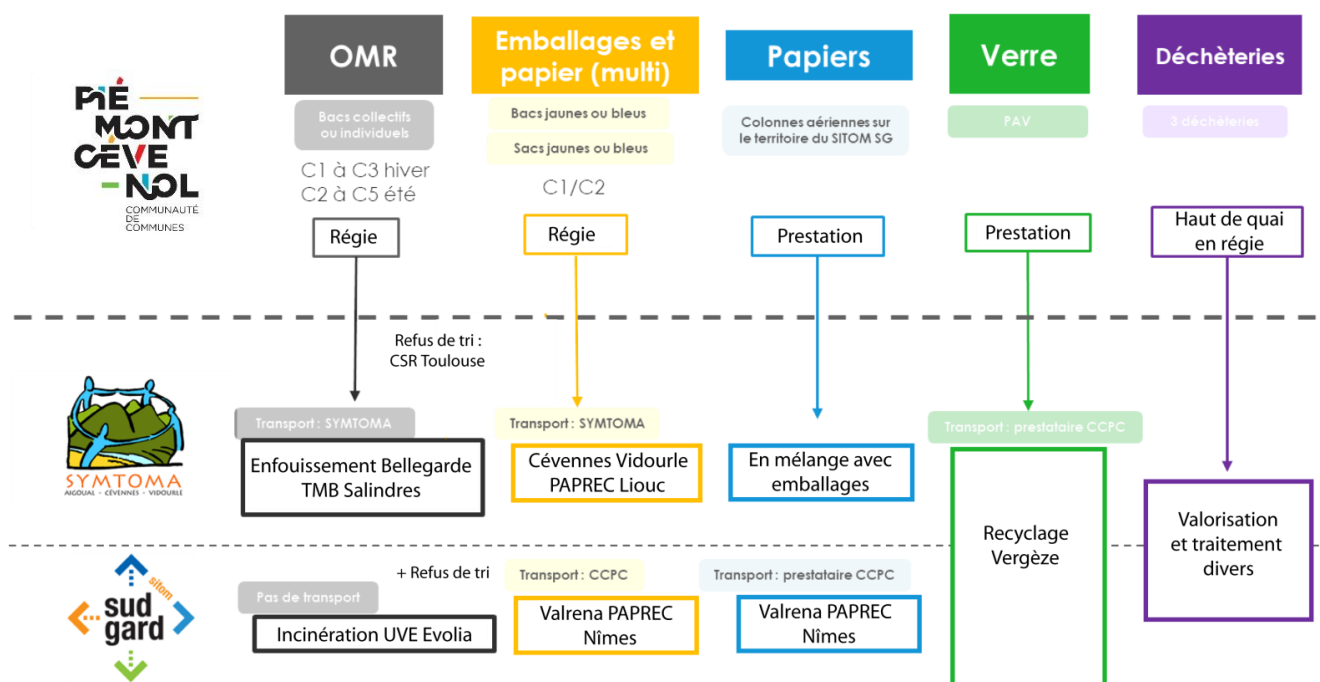 OMR
Emballages et
papier (multi)
Papiers
Verre
Déchèteries
PIÉ
MONT
CÉVE
-NOL
COMMUNAUTÉ
DE
COMMUNES
Bacs collectifs
ou individuels
Bacs jaunes ou bleus
Sacs jaunes ou bleus
Colonnes aériennes sur
le territoire du SITOM SG
PAV
3 déchèteries
C1 à C3 hiver
C2 à C5 été
C1/C2
Régie
Régie
Prestation
Prestation
Haut de quai
en régie
Refus de tri :
CSR Toulouse
SYMTOMA
AIGOUAL - CÉVENNES - VIDOURLE
Transport : SYMTOMA
Enfouissement Bellegarde
TMB Salindres
Transport : SYMTOMA
Cévennes Vidourle
PAPREC Liouc
En mélange avec
emballages
Transport : prestataire CCPC
Recyclage
Vergèze
Valorisation
et traitement
divers
sitom
sud
gard
+ Refus de tri
Pas de transport
Incinération UVE Evolia
Transport : CCPC
Valrena PAPREC
Nîmes
Transport : prestataire CCPC
Valrena PAPREC
Nîmes